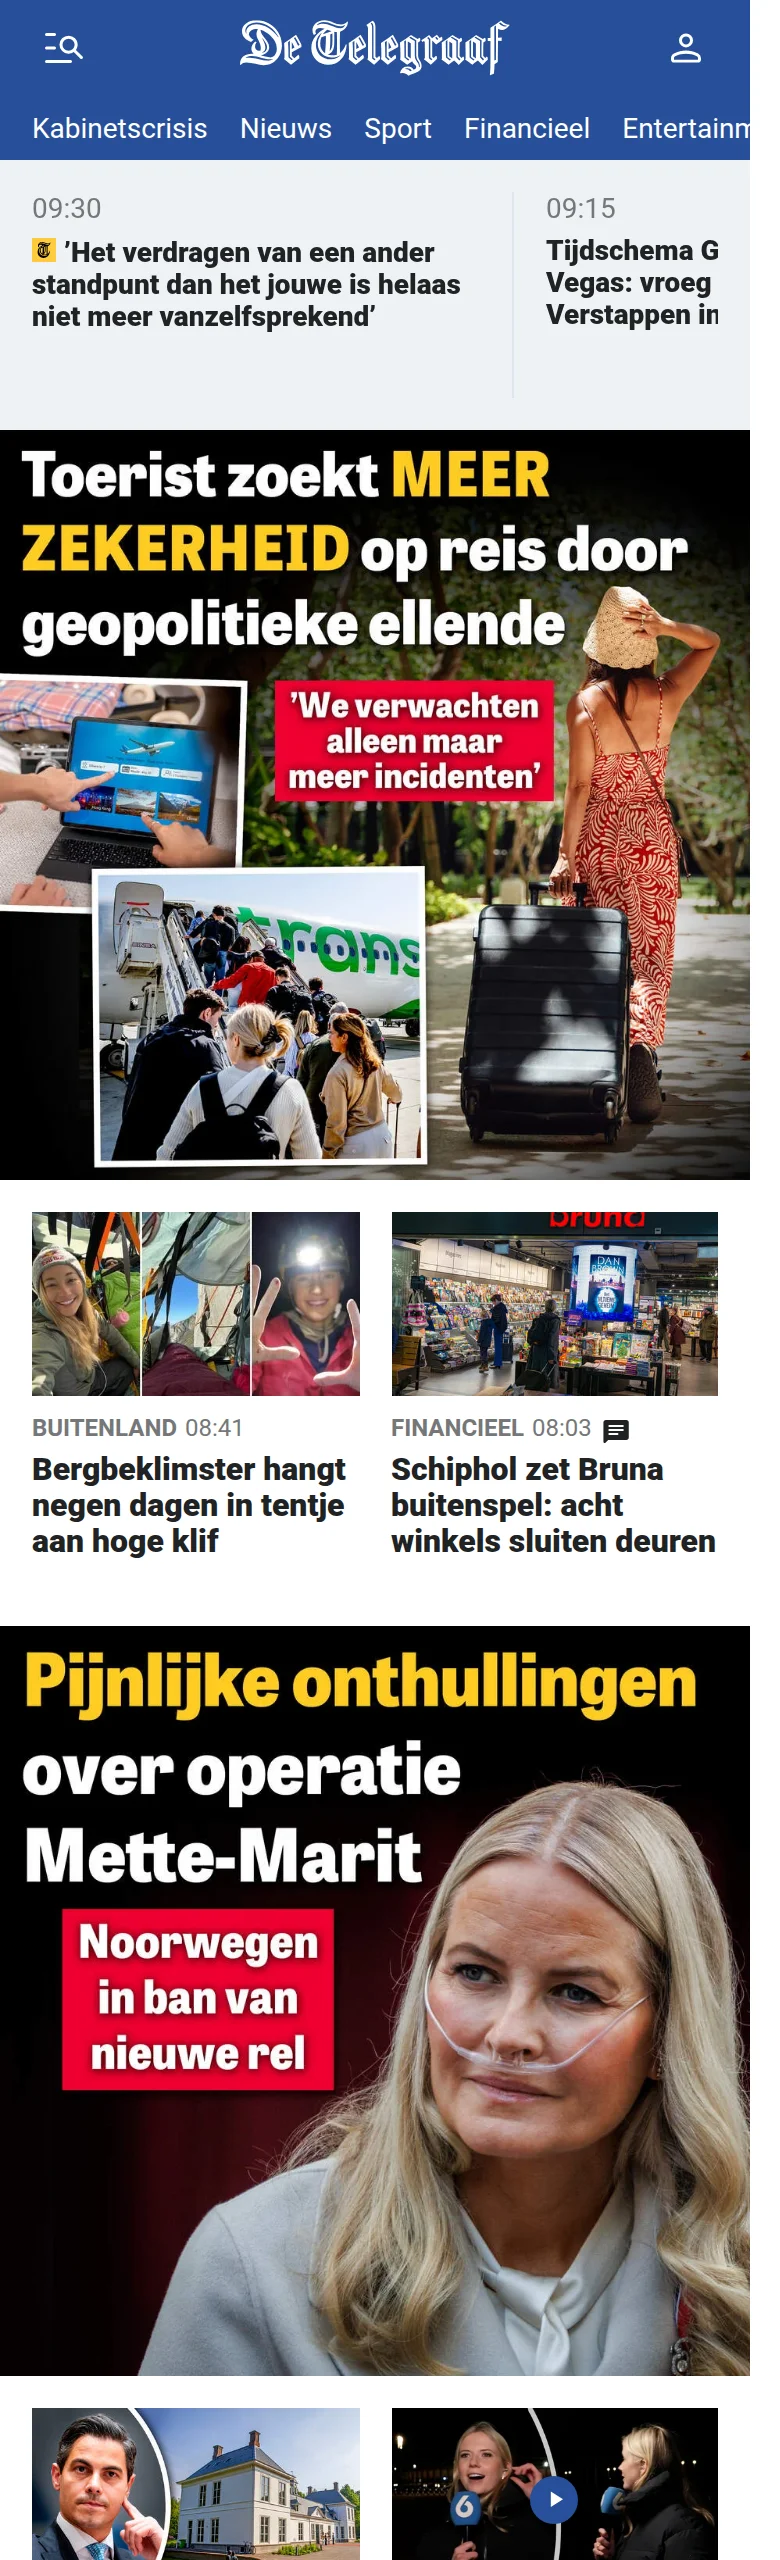 De Telegraaf
Kabinetscrisis Nieuws Sport Financieel Entertainm
09:30
’Het verdragen van een ander
standpunt dan het jouwe is helaas
niet meer vanzelfsprekend’
09:15
Tijdschema G
Vegas: vroeg
Verstappen in
Toerist zoekt MEER
ZEKERHEID op reis door
geopolitieke ellende
’We verwachten
alleen maar
meer incidenten’
trans
bruna
DAN
BROWN
BUITENLAND 08:41
Bergbeklimster hangt
negen dagen in tentje
aan hoge klif
FINANCIEEL 08:03
Schiphol zet Bruna
buitenspel: acht
winkels sluiten deuren
Pijnlijke onthullingen
over operatie
Mette-Marit
Noorwegen
in ban van
nieuwe rel
6